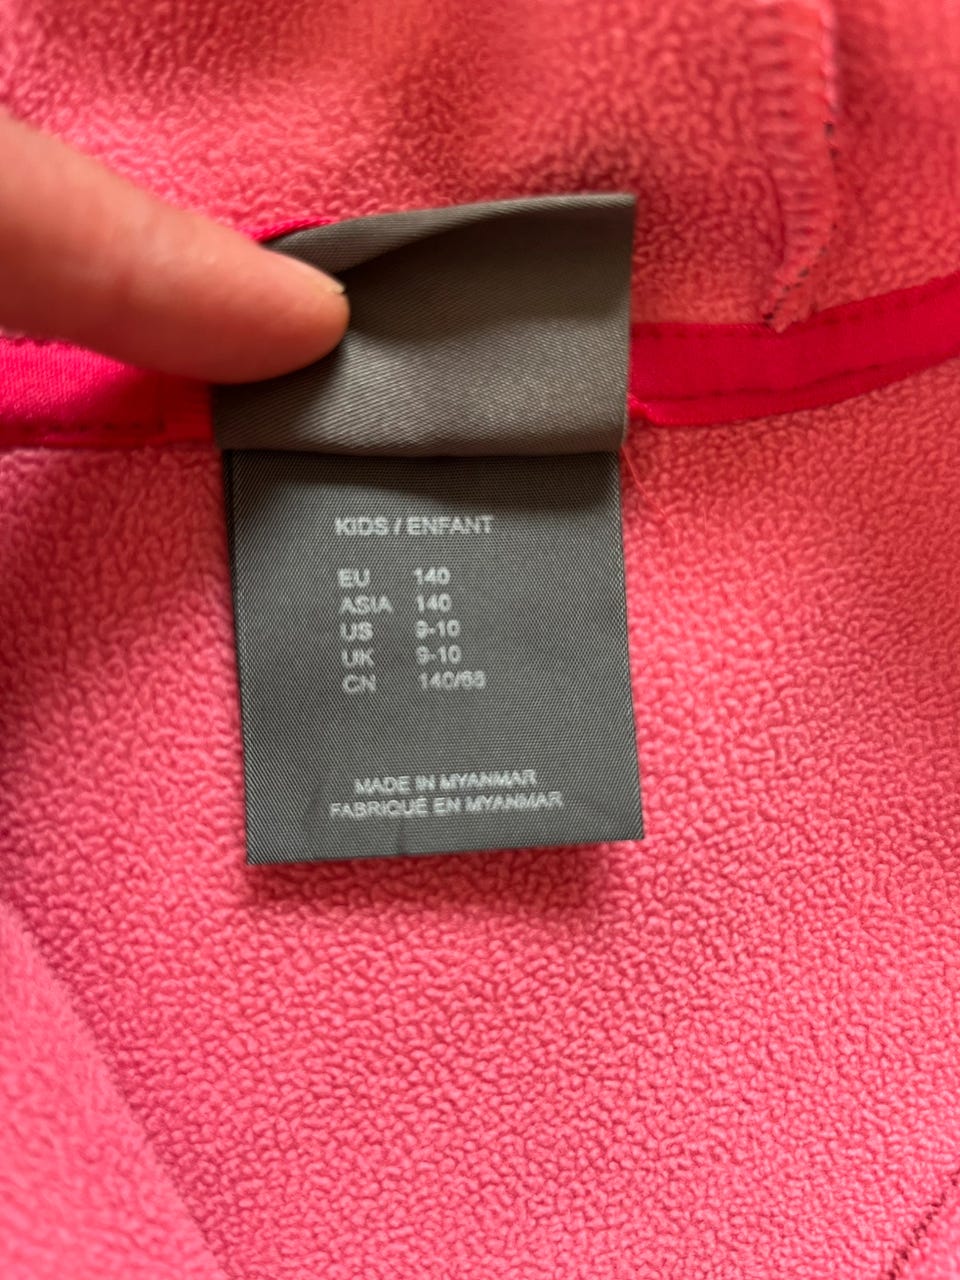 KIDS / ENFANT
EU 140
ASIA 140
US 9-10
UK 9-10
CN 140/68
MADE IN MYANMAR
FABRIQUÉ EN MYANMAR